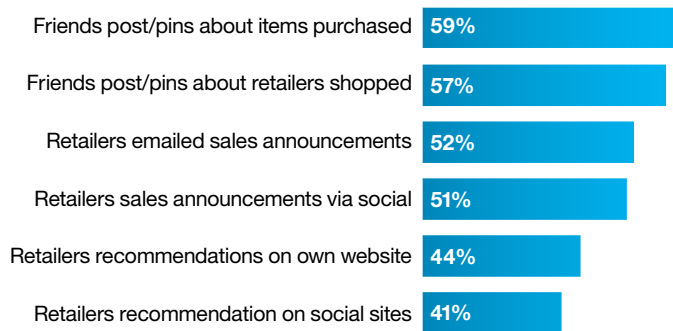 Friends post/pins about items purchased 59%
Friends post/pins about retailers shopped 57%
Retailers emailed sales announcements 52%
Retailers sales announcements via social 51%
Retailers recommendations on own website 44%
Retailers recommendation on social sites 41%